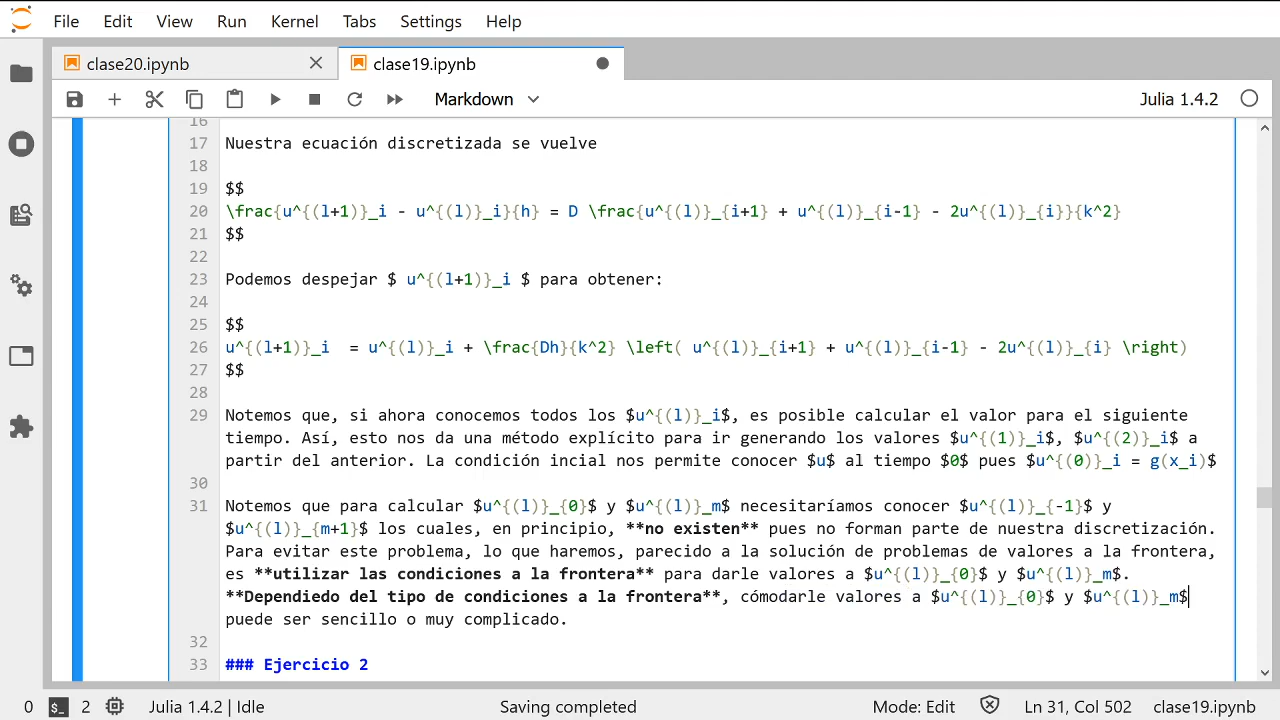 File Edit View Run Kernel Tabs Settings Help
clase20.ipynb clase19.ipynb
Markdown Julia 1.4.2
16
17 Nuestra ecuación discretizada se vuelve
18
19 $$
20 \frac{u^{(l+1)}_i - u^{(l)}_i}{h} = D \frac{u^{(l)}_{i+1} + u^{(l)}_{i-1} - 2u^{(l)}_{i}}{k^2}
21 $$
22
23 Podemos despejar $ u^{(l+1)}_i $ para obtener:
24
25 $$
26 u^{(l+1)}_i  = u^{(l)}_i + \frac{Dh}{k^2} \left( u^{(l)}_{i+1} + u^{(l)}_{i-1} - 2u^{(l)}_{i} \right)
27 $$
28
29 Notemos que, si ahora conocemos todos los $u^{(l)}_i$, es posible calcular el valor para el siguiente
tiempo. Así, esto nos da una método explícito para ir generando los valores $u^{(1)}_i$, $u^{(2)}_i$ a
partir del anterior. La condición incial nos permite conocer $u$ al tiempo $0$ pues $u^{(0)}_i = g(x_i)$
30
31 Notemos que para calcular $u^{(l)}_{0}$ y $u^{(l)}_m$ necesitaríamos conocer $u^{(l)}_{-1}$ y
$u^{(l)}_{m+1}$ los cuales, en principio, **no existen** pues no forman parte de nuestra discretización.
Para evitar este problema, lo que haremos, parecido a la solución de problemas de valores a la frontera,
es **utilizar las condiciones a la frontera** para darle valores a $u^{(l)}_{0}$ y $u^{(l)}_m$.
**Dependiedo del tipo de condiciones a la frontera**, cómodarle valores a $u^{(l)}_{0}$ y $u^{(l)}_m$
puede ser sencillo o muy complicado.
32
33 ### Ejercicio 2
0 $_ 2 Julia 1.4.2 | Idle Saving completed Mode: Edit Ln 31, Col 502 clase19.ipynb